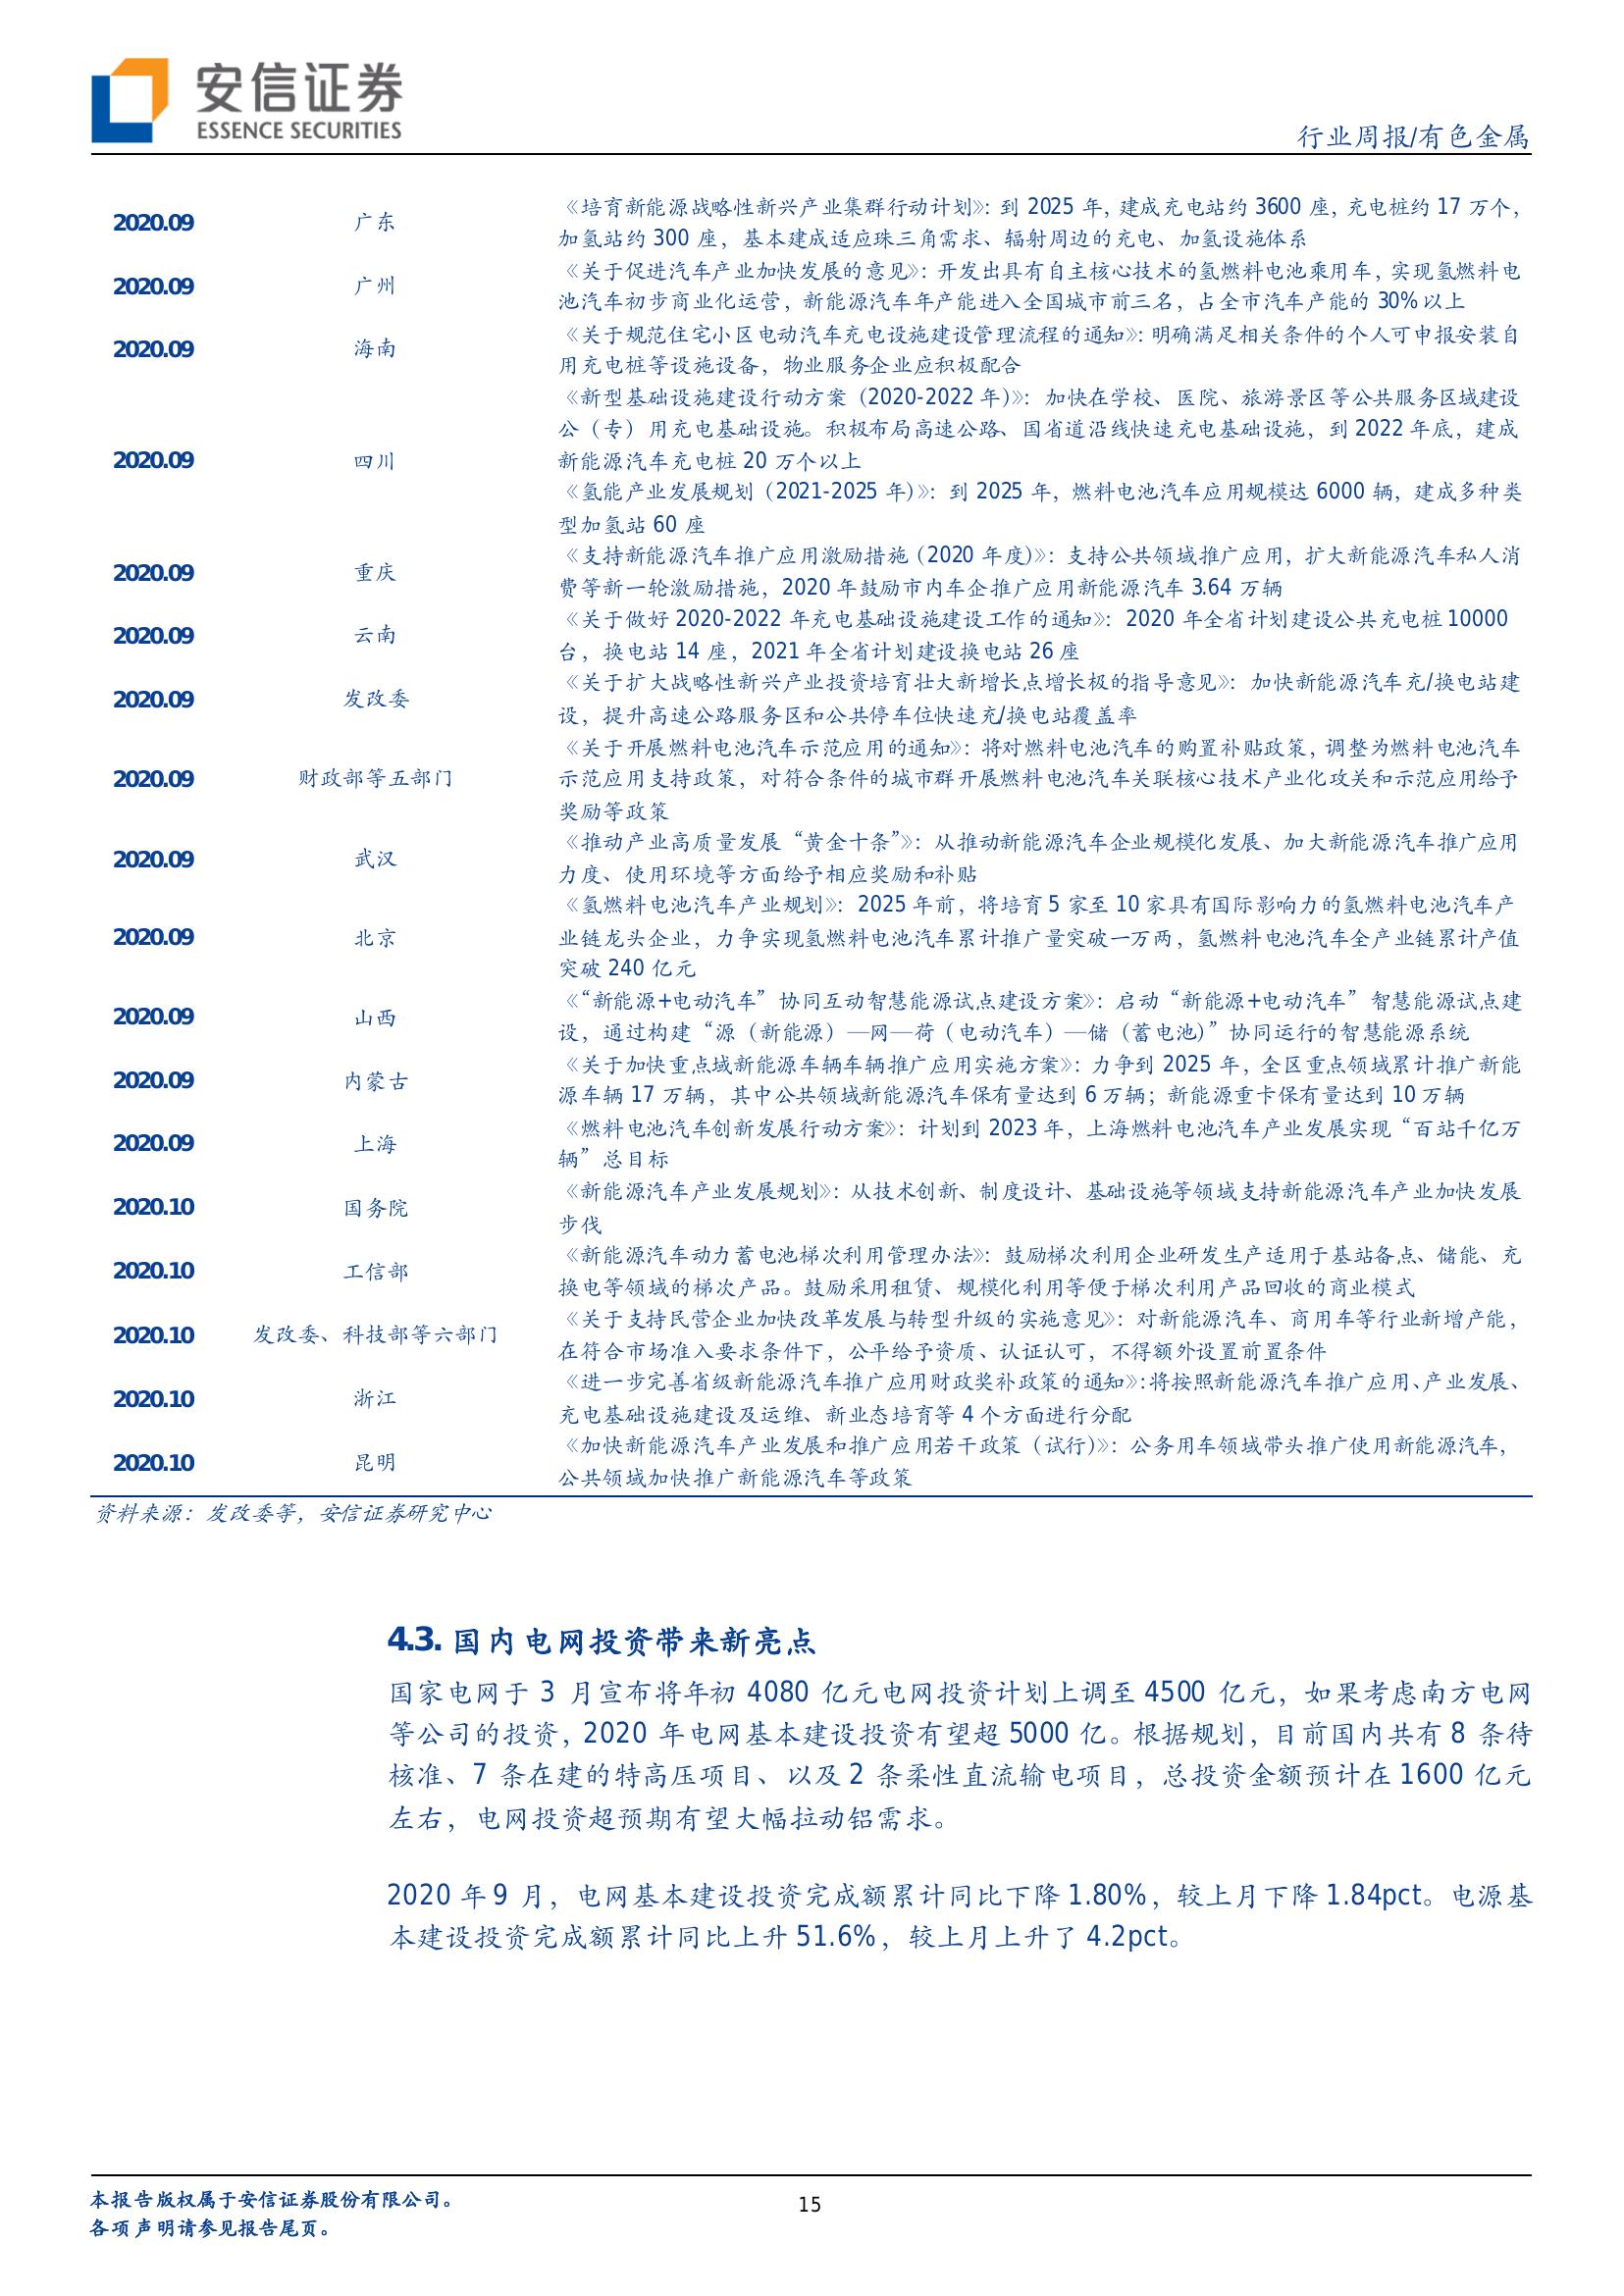 安信证券
ESSENCE SECURITIES
行业周报/有色金属
2020.09 广东 《培育新能源战略性新兴产业集群行动计划》：到 2025 年，建成充电站约 3600 座，充电桩约 17 万个，
加氢站约 300 座，基本建成适应珠三角需求、辐射周边的充电、加氢设施体系
2020.09 广州 《关于促进汽车产业加快发展的意见》：开发出具有自主核心技术的氢燃料电池乘用车，实现氢燃料电
池汽车初步商业化运营，新能源汽车年产能进入全国城市前三名，占全市汽车产能的 30%以上
2020.09 海南 《关于规范住宅小区电动汽车充电设施建设管理流程的通知》：明确满足相关条件的个人可申报安装自
用充电桩等设施设备，物业服务企业应积极配合
2020.09 四川 《新型基础设施建设行动方案（2020-2022 年）》：加快在学校、医院、旅游景区等公共服务区域建设
公（专）用充电基础设施。积极布局高速公路、国省道沿线快速充电基础设施，到 2022 年底，建成
新能源汽车充电桩 20 万个以上
《氢能产业发展规划（2021-2025 年）》：到 2025 年，燃料电池汽车应用规模达 6000 辆，建成多种类
型加氢站 60 座
2020.09 重庆 《支持新能源汽车推广应用激励措施（2020 年度）》：支持公共领域推广应用，扩大新能源汽车私人消
费等新一轮激励措施，2020 年鼓励市内车企推广应用新能源汽车 3.64 万辆
2020.09 云南 《关于做好 2020-2022 年充电基础设施建设工作的通知》：2020 年全省计划建设公共充电桩 10000
台，换电站 14 座，2021 年全省计划建设换电站 26 座
2020.09 发改委 《关于扩大战略性新兴产业投资培育壮大新增长点增长极的指导意见》：加快新能源汽车充/换电站建
设，提升高速公路服务区和公共停车位快速充/换电站覆盖率
2020.09 财政部等五部门 《关于开展燃料电池汽车示范应用的通知》：将对燃料电池汽车的购置补贴政策，调整为燃料电池汽车
示范应用支持政策，对符合条件的城市群开展燃料电池汽车关联核心技术产业化攻关和示范应用给予
奖励等政策
2020.09 武汉 《推动产业高质量发展“黄金十条”》：从推动新能源汽车企业规模化发展、加大新能源汽车推广应用
力度、使用环境等方面给予相应奖励和补贴
2020.09 北京 《氢燃料电池汽车产业规划》：2025 年前，将培育 5 家至 10 家具有国际影响力的氢燃料电池汽车产
业链龙头企业，力争实现氢燃料电池汽车累计推广量突破一万两，氢燃料电池汽车全产业链累计产值
突破 240 亿元
2020.09 山西 《“新能源+电动汽车”协同互动智慧能源试点建设方案》：启动“新能源+电动汽车”智慧能源试点建
设，通过构建“源（新能源）—网—荷（电动汽车）—储（蓄电池）”协同运行的智慧能源系统
2020.09 内蒙古 《关于加快重点域新能源车辆车辆推广应用实施方案》：力争到 2025 年，全区重点领域累计推广新能
源车辆 17 万辆，其中公共领域新能源汽车保有量达到 6 万辆；新能源重卡保有量达到 10 万辆
2020.09 上海 《燃料电池汽车创新发展行动方案》：计划到 2023 年，上海燃料电池汽车产业发展实现“百站千亿万
辆”总目标
2020.10 国务院 《新能源汽车产业发展规划》：从技术创新、制度设计、基础设施等领域支持新能源汽车产业加快发展
步伐
2020.10 工信部 《新能源汽车动力蓄电池梯次利用管理办法》：鼓励梯次利用企业研发生产适用于基站备点、储能、充
换电等领域的梯次产品。鼓励采用租赁、规模化利用等便于梯次利用产品回收的商业模式
2020.10 发改委、科技部等六部门 《关于支持民营企业加快改革发展与转型升级的实施意见》：对新能源汽车、商用车等行业新增产能，
在符合市场准入要求条件下，公平给予资质、认证认可，不得额外设置前置条件
2020.10 浙江 《进一步完善省级新能源汽车推广应用财政奖补政策的通知》：将按照新能源汽车推广应用、产业发展、
充电基础设施建设及运维、新业态培育等 4 个方面进行分配
2020.10 昆明 《加快新能源汽车产业发展和推广应用若干政策（试行）》：公务用车领域带头推广使用新能源汽车，
公共领域加快推广新能源汽车等政策
资料来源：发改委等，安信证券研究中心
4.3. 国内电网投资带来新亮点
国家电网于 3 月宣布将年初 4080 亿元电网投资计划上调至 4500 亿元，如果考虑南方电网
等公司的投资，2020 年电网基本建设投资有望超 5000 亿。根据规划，目前国内共有 8 条待
核准、7 条在建的特高压项目、以及 2 条柔性直流输电项目，总投资金额预计在 1600 亿元
左右，电网投资超预期有望大幅拉动铝需求。
2020 年 9 月，电网基本建设投资完成额累计同比下降 1.80%，较上月下降 1.84pct。电源基
本建设投资完成额累计同比上升 51.6%，较上月上升了 4.2pct。
本报告版权属于安信证券股份有限公司。
各项声明请参见报告尾页。
15